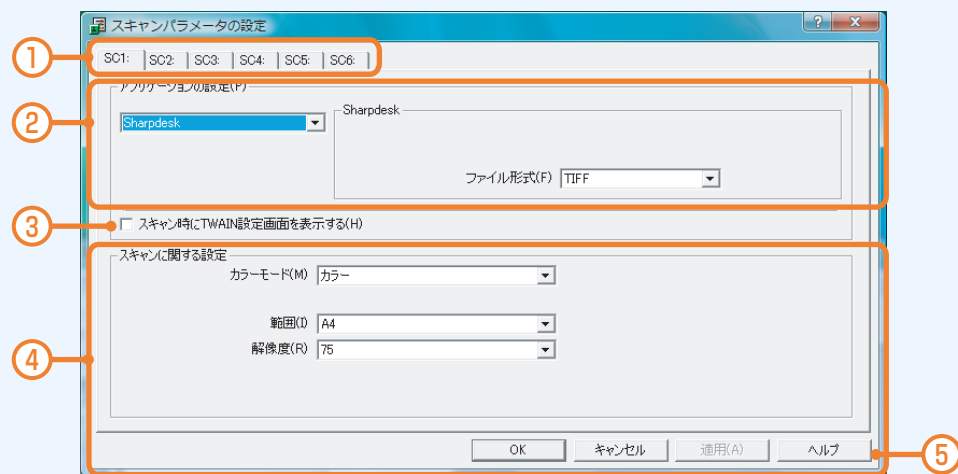 スキャンパラメータの設定
① SC1: SC2: SC3: SC4: SC5: SC6:
アプリケーションの設定(P)
② Sharpdesk Sharpdesk
ファイル形式(F) TIFF
③ スキャン時にTWAIN設定画面を表示する(H)
スキャンに関する設定
カラーモード(M) カラー
範囲(I) A4
④ 解像度(R) 75
OK キャンセル 適用(A) ヘルプ ⑤